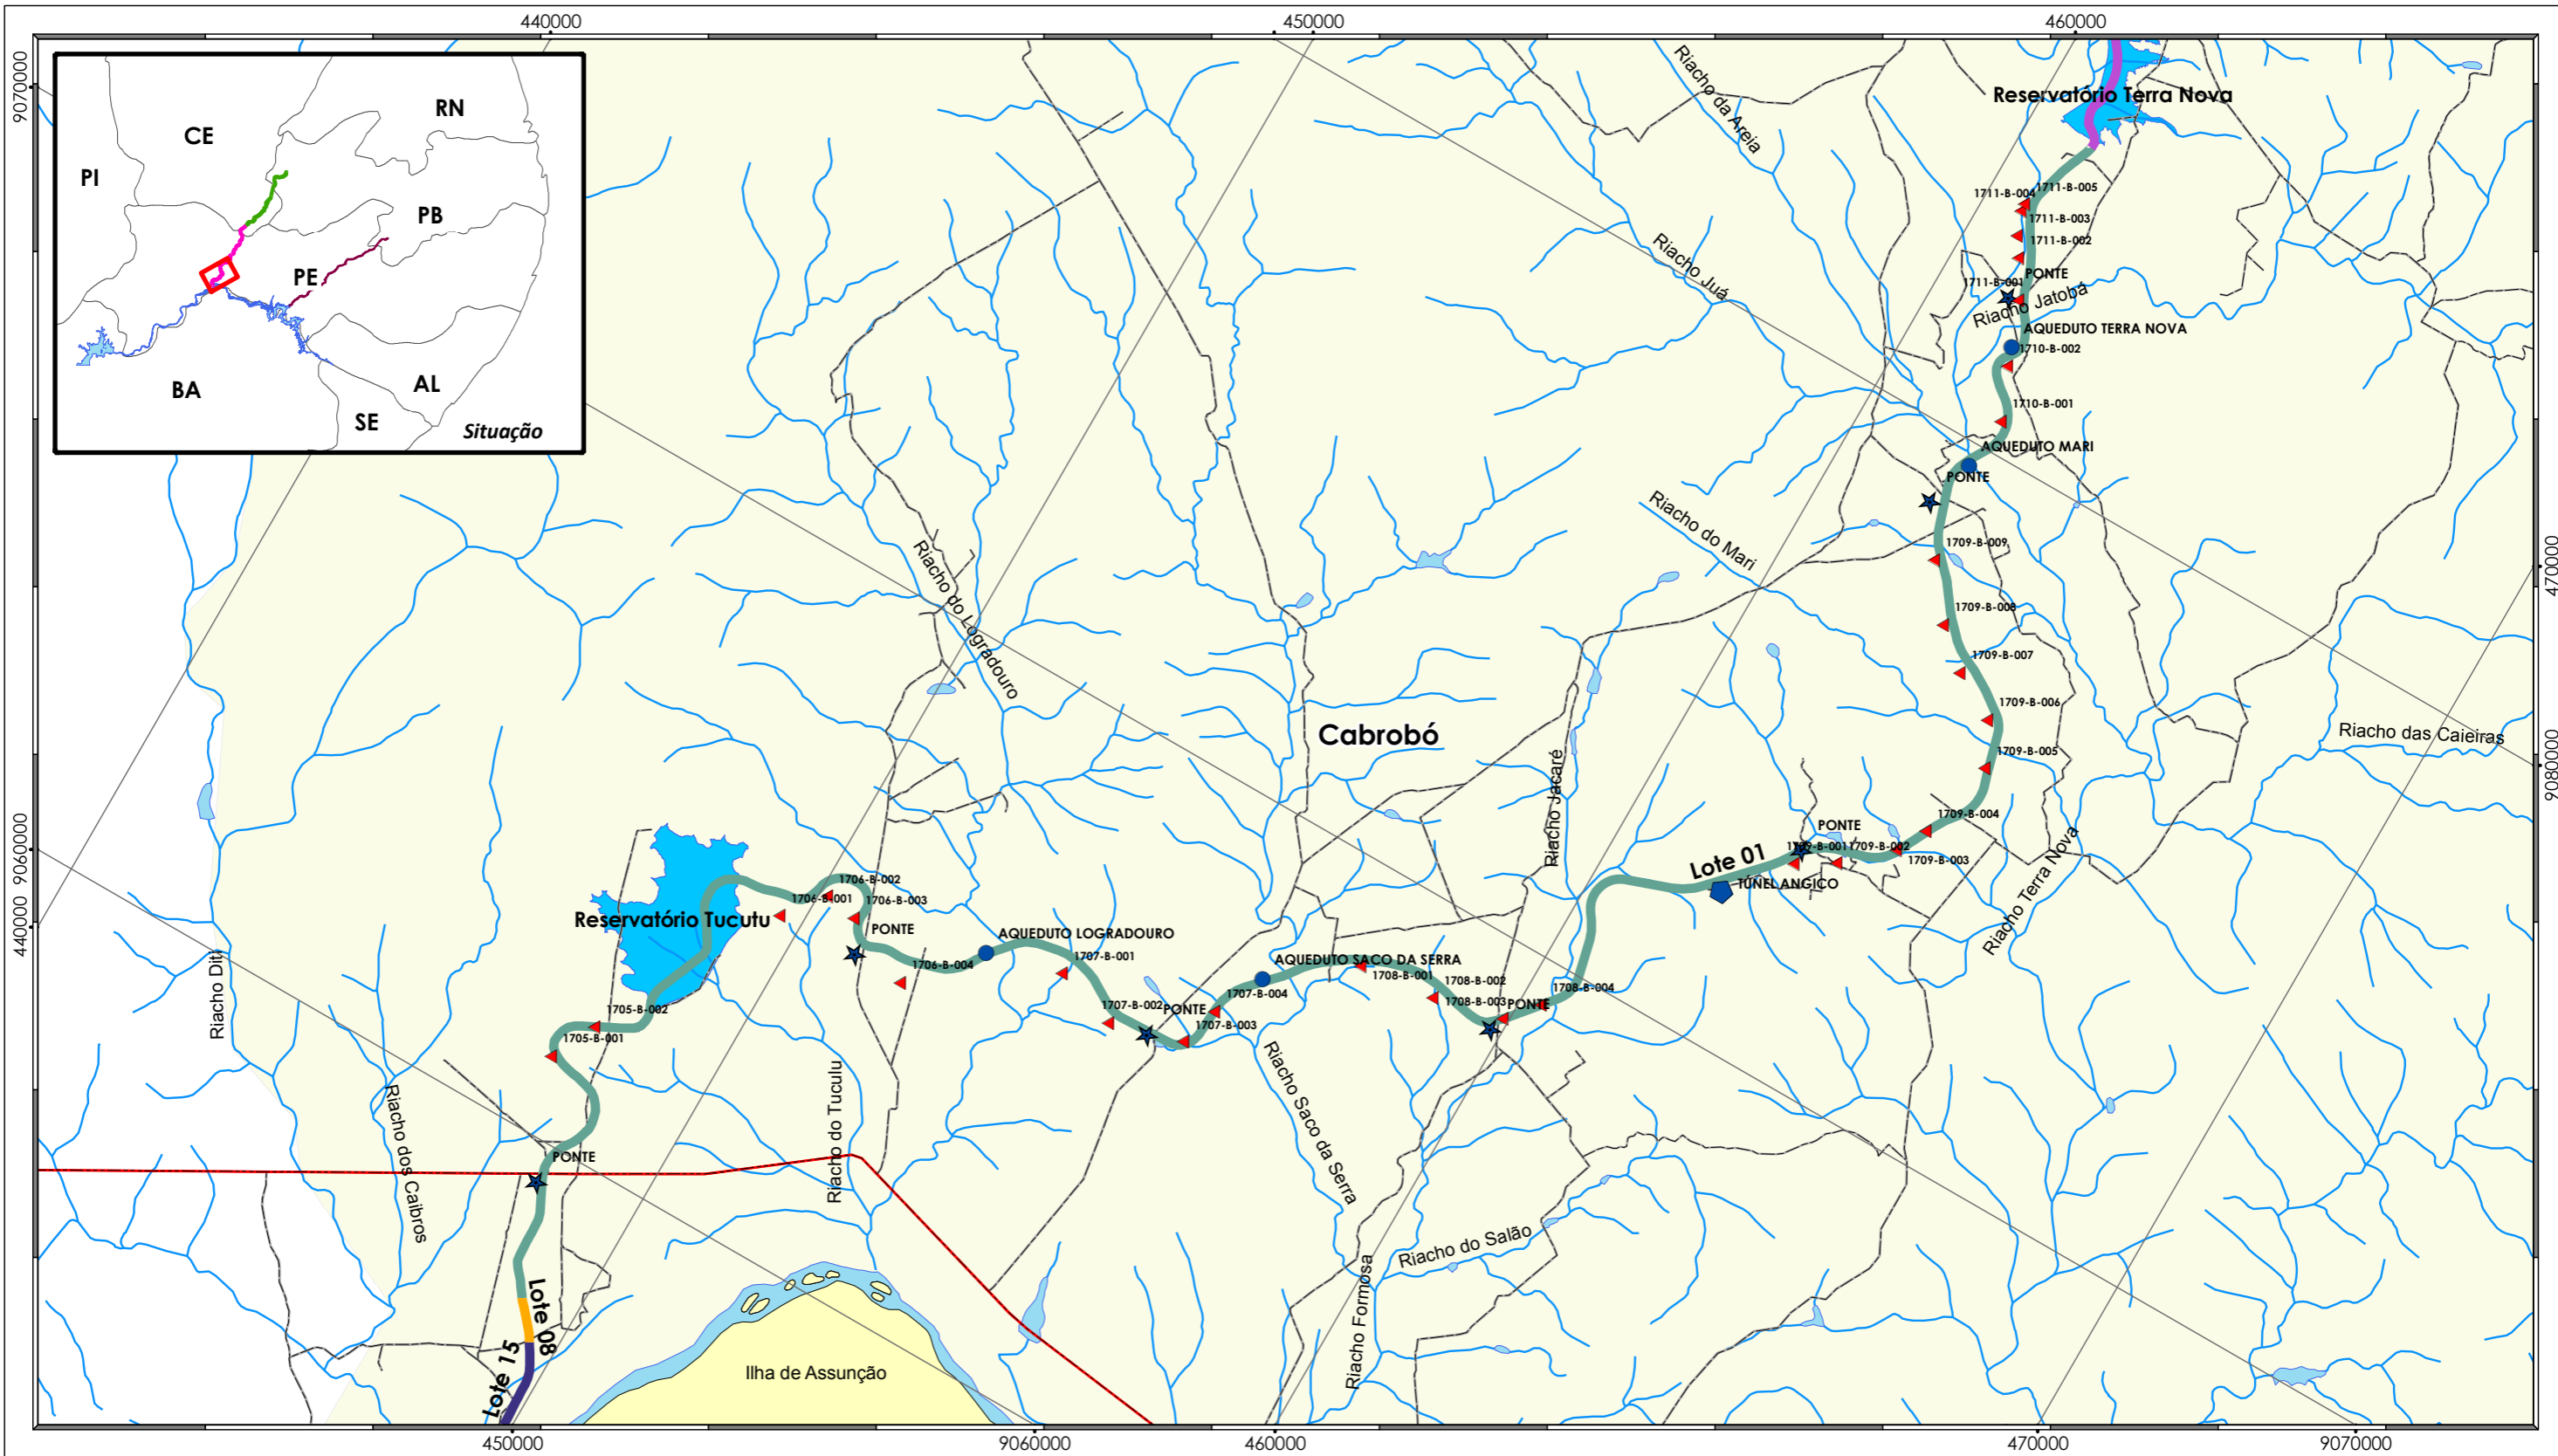 440000
450000
460000
9070000
CE
RN
PI
PB
PE
BA
AL
SE
Situação
Riacho da Areia
Reservatório Terra Nova
1711-B-004
1711-B-005
1711-B-003
1711-B-002
PONTE
1711-B-001
Riacho Jatobá
Riacho Juá
AQUEDUTO TERRA NOVA
1710-B-002
1710-B-001
AQUEDUTO MARI
PONTE
Riacho do Mari
1709-B-009
470000
Riacho do Logradouro
1709-B-008
1709-B-007
1709-B-006
Cabrobó
Riacho das Caieiras
1709-B-005
9080000
Riacho Jacaré
1709-B-004
PONTE
1709-B-001
1709-B-002
1709-B-003
Lote 01
TÚNEL ANGICO
Riacho Terra Nova
9060000
440000
1706-B-002
1706-B-001
1706-B-003
Reservatório Tucutu
PONTE
AQUEDUTO LOGRADOURO
1706-B-004
1707-B-001
AQUEDUTO SACO DA SERRA
1708-B-001
1708-B-002
1708-B-003
PONTE
1708-B-004
1707-B-004
1707-B-002
PONTE
1707-B-003
Riacho Diti
1705-B-002
1705-B-001
Riacho dos Caibros
Riacho do Tuculu
Riacho Saco da Serra
PONTE
Riacho do Salão
Riacho Formosa
Lote 08
Lote 15
Ilha de Assunção
450000
9060000
460000
470000
9070000